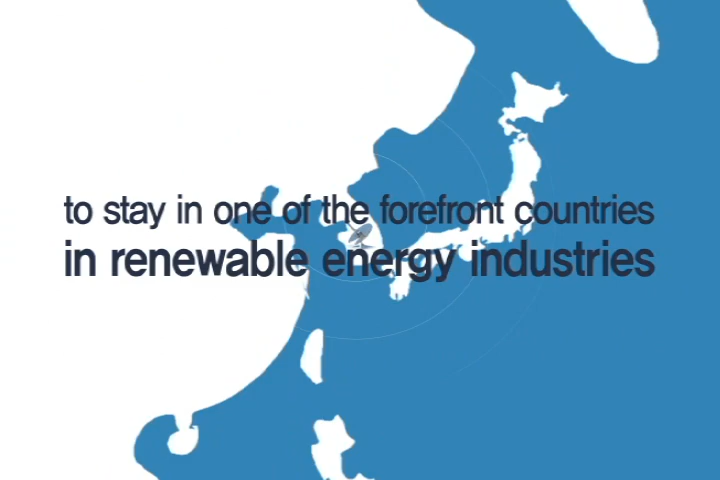 to stay in one of the forefront countries
in renewable energy industries